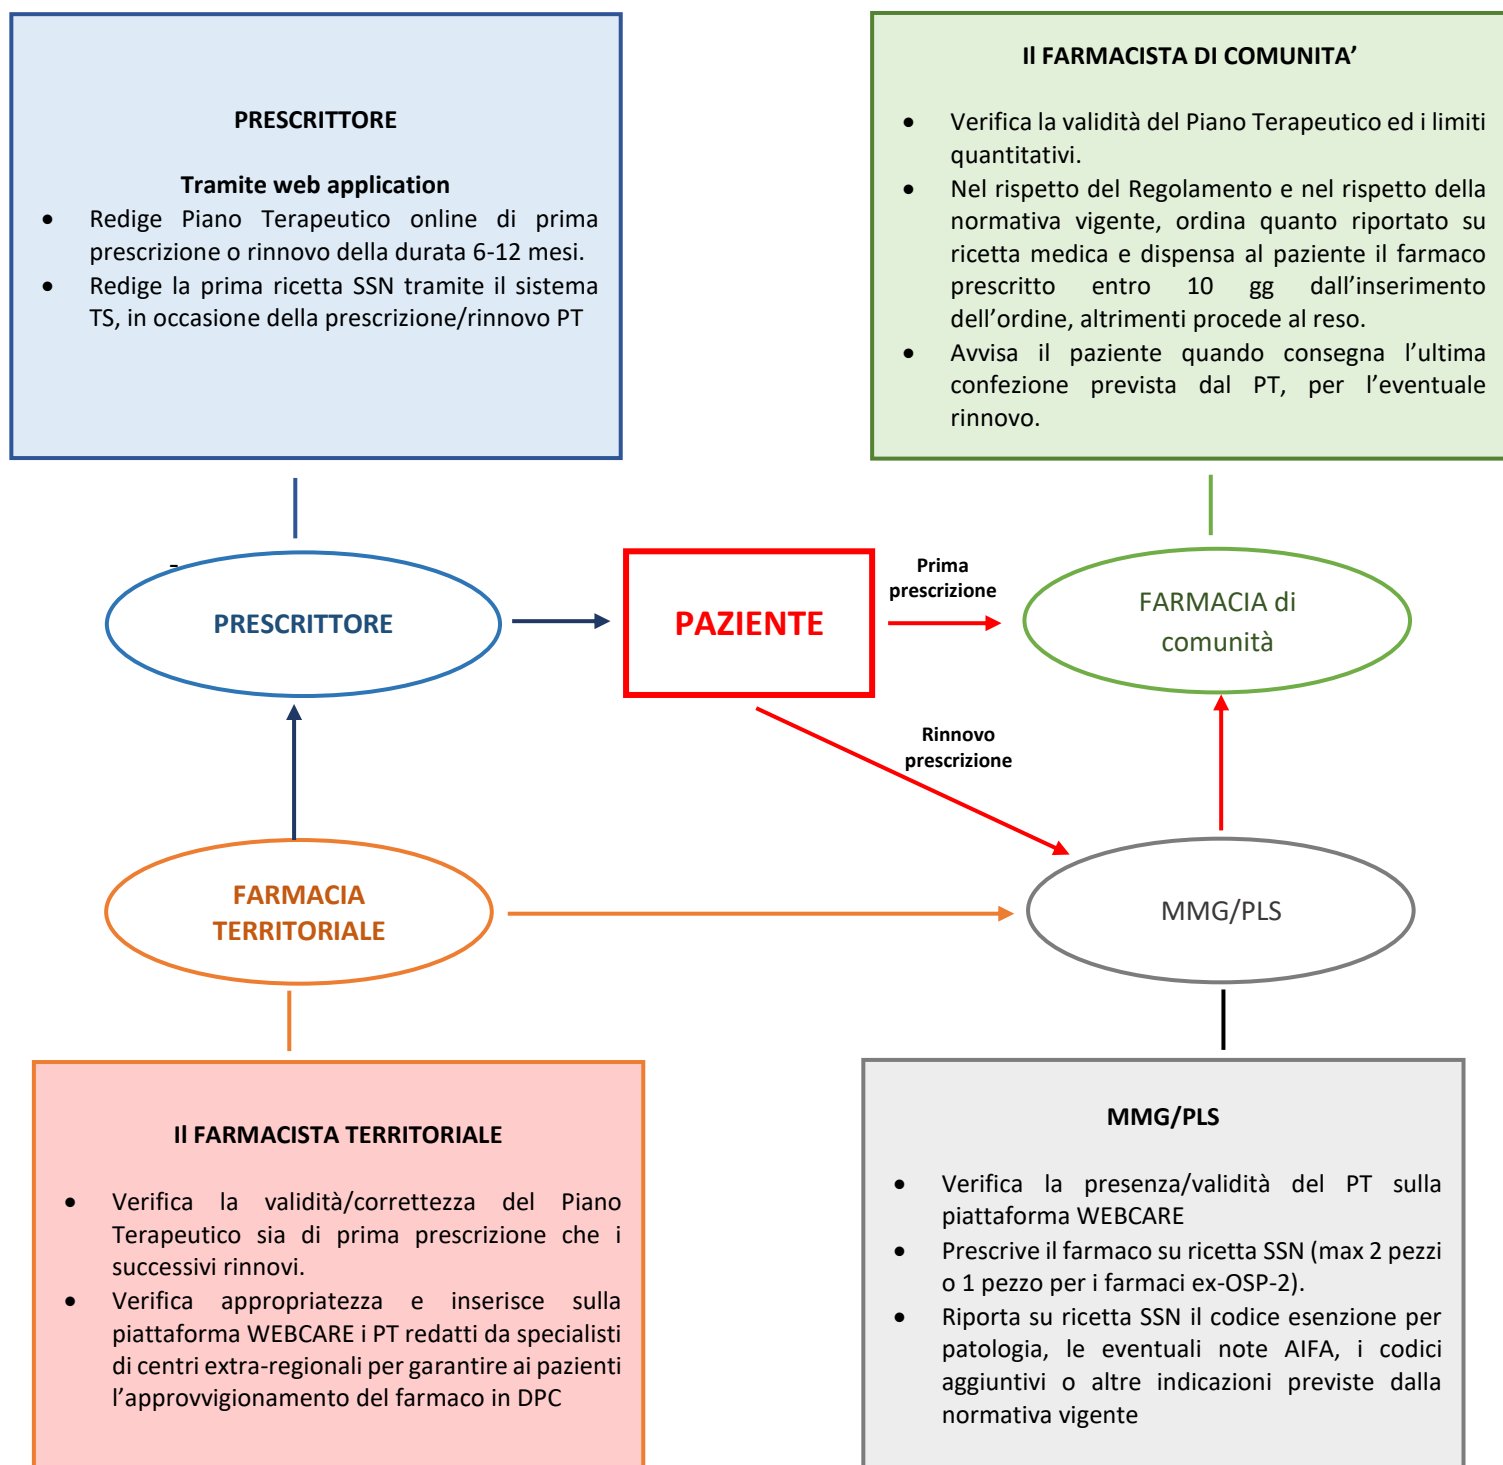 PRESCRITTORE
Tramite web application
• Redige Piano Terapeutico online di prima
prescrizione o rinnovo della durata 6-12 mesi.
• Redige la prima ricetta SSN tramite il sistema
TS, in occasione della prescrizione/rinnovo PT
Il FARMACISTA DI COMUNITA’
• Verifica la validità del Piano Terapeutico ed i limiti
quantitativi.
• Nel rispetto del Regolamento e nel rispetto della
normativa vigente, ordina quanto riportato su
ricetta medica e dispensa al paziente il farmaco
prescritto entro 10 gg dall’inserimento
dell’ordine, altrimenti procede al reso.
• Avvisa il paziente quando consegna l’ultima
confezione prevista dal PT, per l’eventuale
rinnovo.
-
PRESCRITTORE
PAZIENTE
Prima
prescrizione
FARMACIA di
comunità
Rinnovo
prescrizione
FARMACIA
TERRITORIALE
MMG/PLS
Il FARMACISTA TERRITORIALE
• Verifica la validità/correttezza del Piano
Terapeutico sia di prima prescrizione che i
successivi rinnovi.
• Verifica appropriatezza e inserisce sulla
piattaforma WEBCARE i PT redatti da specialisti
di centri extra-regionali per garantire ai pazienti
l’approvvigionamento del farmaco in DPC
MMG/PLS
• Verifica la presenza/validità del PT sulla
piattaforma WEBCARE
• Prescrive il farmaco su ricetta SSN (max 2 pezzi
o 1 pezzo per i farmaci ex-OSP-2).
• Riporta su ricetta SSN il codice esenzione per
patologia, le eventuali note AIFA, i codici
aggiuntivi o altre indicazioni previste dalla
normativa vigente